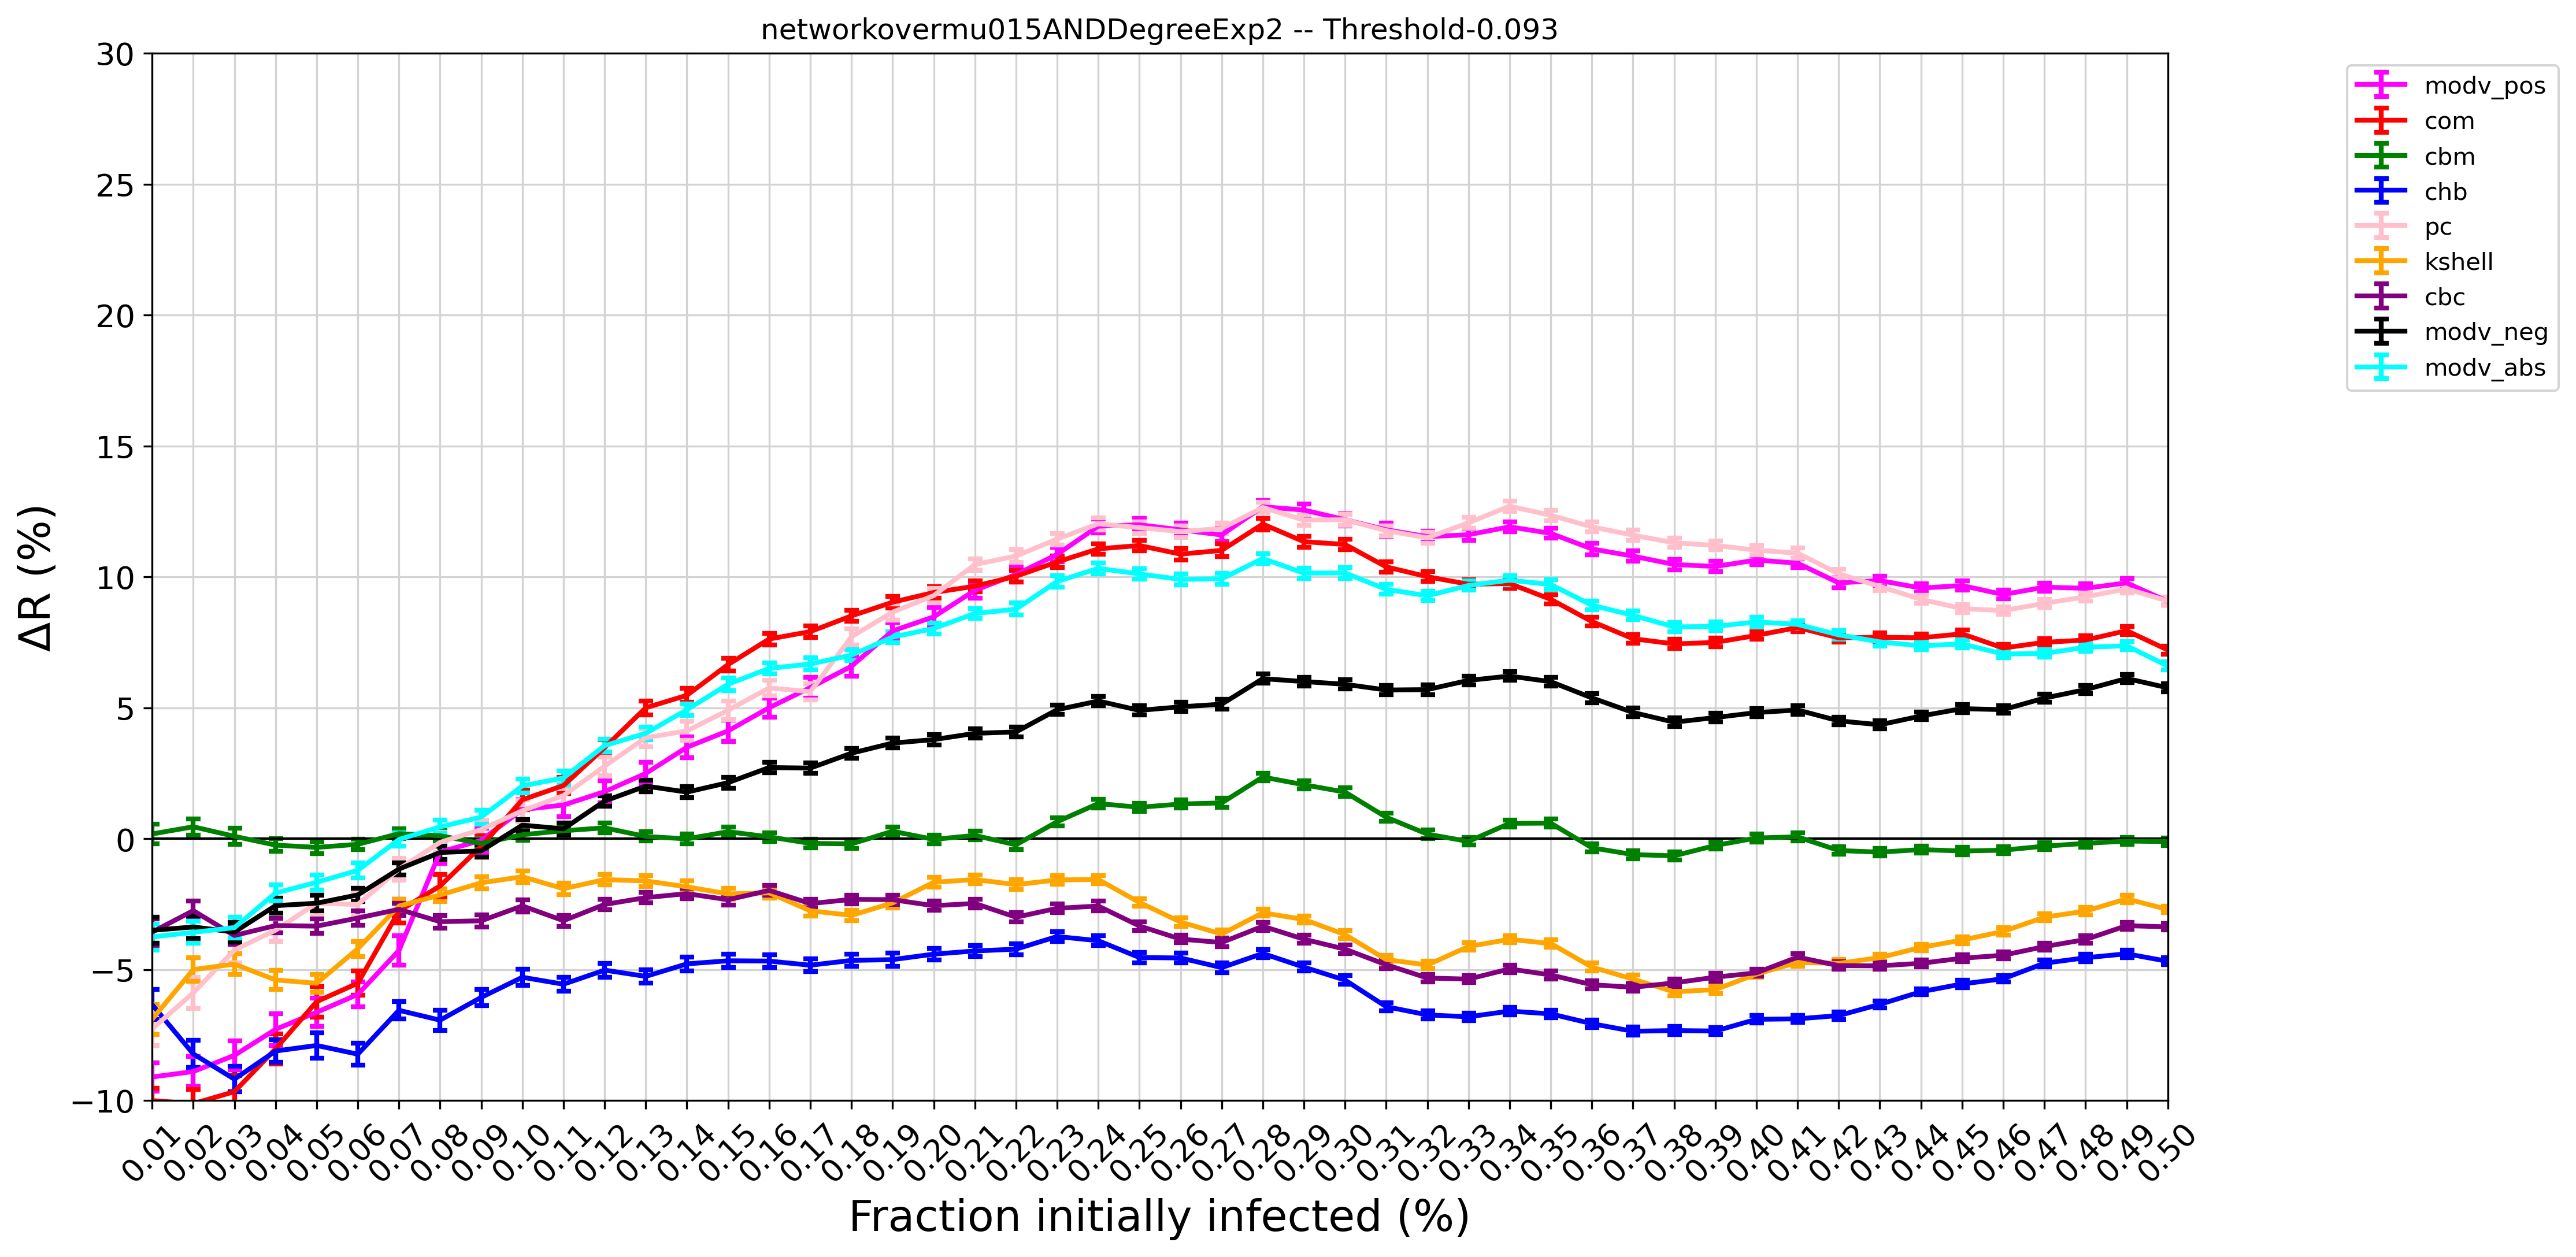 networkovermu015ANDDegreeExp2 -- Threshold-0.093
30
25
20
15
10
5
0
−5
−10
ΔR (%)
0.01 0.02 0.03 0.04 0.05 0.06 0.07 0.08 0.09 0.10 0.11 0.12 0.13 0.14 0.15 0.16 0.17 0.18 0.19 0.20 0.21 0.22 0.23 0.24 0.25 0.26 0.27 0.28 0.29 0.30 0.31 0.32 0.33 0.34 0.35 0.36 0.37 0.38 0.39 0.40 0.41 0.42 0.43 0.44 0.45 0.46 0.47 0.48 0.49 0.50
Fraction initially infected (%)
modv_pos
com
cbm
chb
pc
kshell
cbc
modv_neg
modv_abs